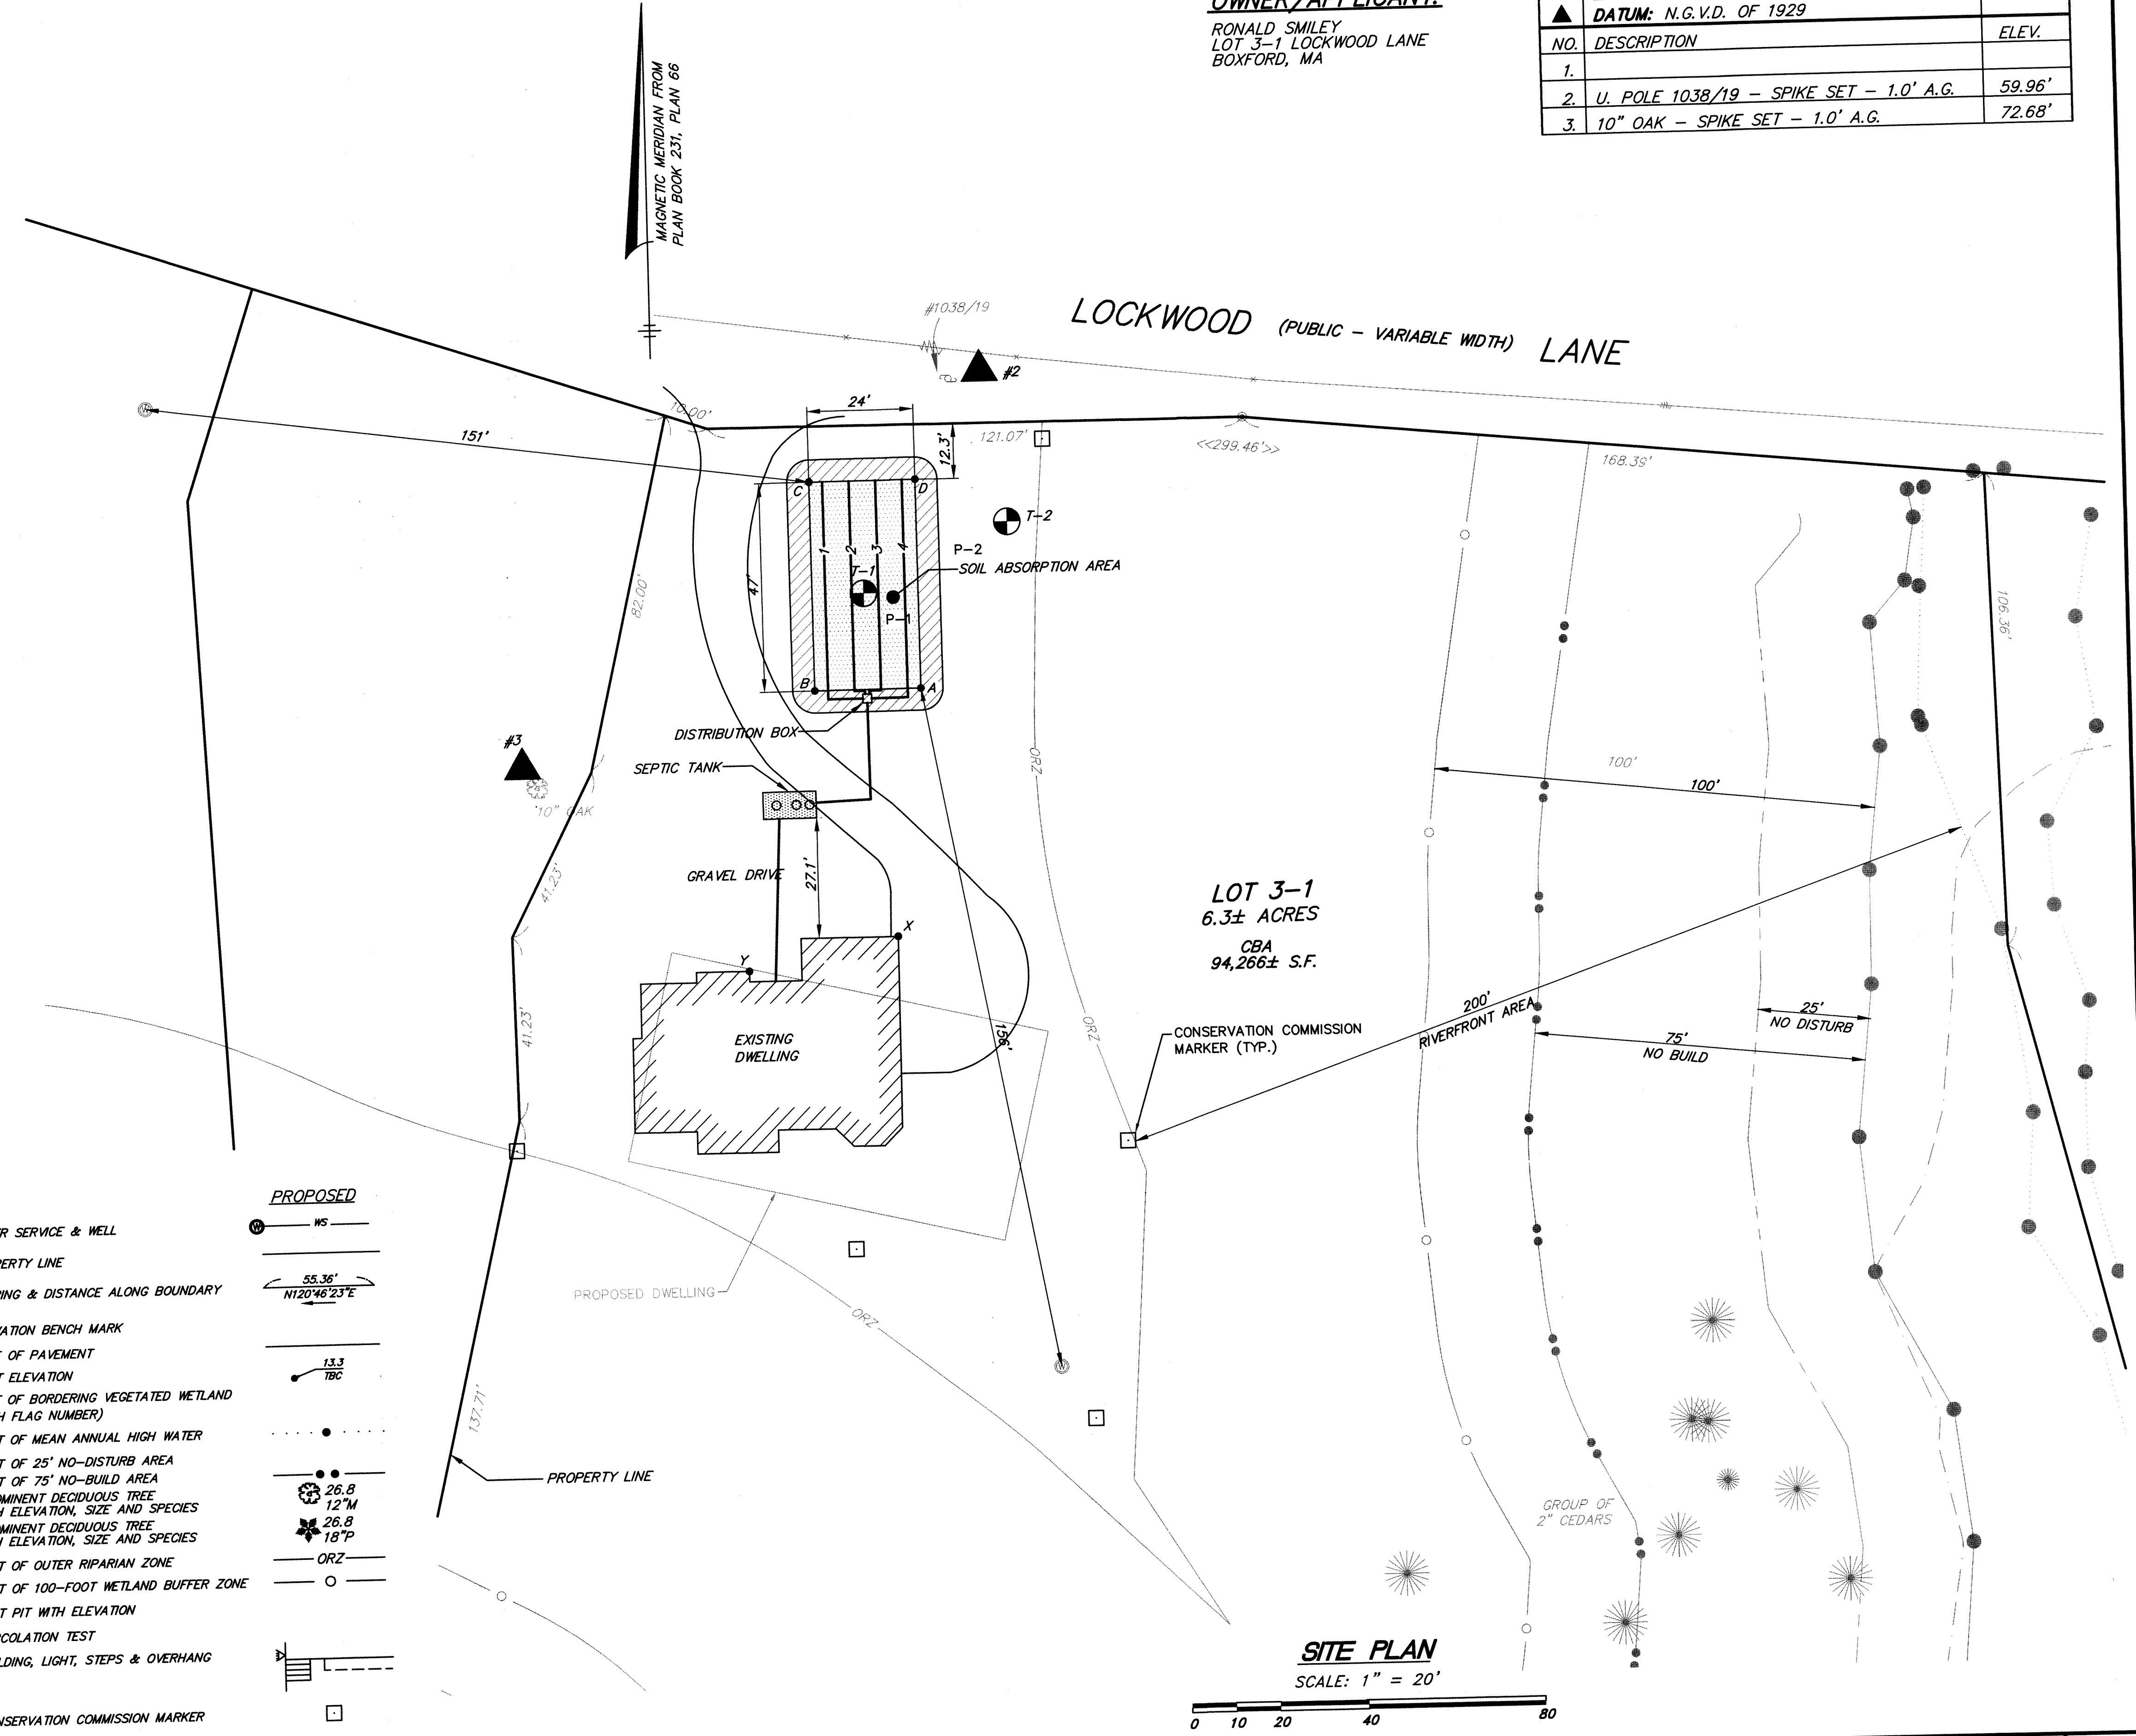 OWNER/APPLICANT:
RONALD SMILEY
LOT 3-1 LOCKWOOD LANE
BOXFORD, MA
DATUM: N.G.V.D. OF 1929
NO. DESCRIPTION ELEV.
1.
2. U. POLE 1038/19 - SPIKE SET - 1.0' A.G. 59.96'
3. 10" OAK - SPIKE SET - 1.0' A.G. 72.68'
MAGNETIC MERIDIAN FROM
PLAN BOOK 231, PLAN 66
#1038/19
#2
LOCKWOOD (PUBLIC - VARIABLE WIDTH) LANE
W
151'
10.00'
24'
12.3'
121.07'
<<299.46'>>
168.39'
C
D
T-2
1
2
3
4
P-2
SOIL ABSORPTION AREA
T-1
P-1
47'
82.00'
106.36'
B
A
DISTRIBUTION BOX
SEPTIC TANK
#3
10" OAK
ORZ
100'
100'
GRAVEL DRIVE
27.1'
41.23'
LOT 3-1
6.3± ACRES
CBA
94,266± S.F.
X
Y
EXISTING
DWELLING
156'
41.23'
ORZ
CONSERVATION COMMISSION
MARKER (TYP.)
200'
RIVERFRONT AREA
25'
NO DISTURB
75'
NO BUILD
PROPOSED DWELLING
ORZ
W
137.71'
PROPERTY LINE
GROUP OF
2" CEDARS
PROPOSED
SERVICE & WELL
W WS
LINE
& DISTANCE ALONG BOUNDARY
55.36'
N120°46'23"E
BENCH MARK
OF PAVEMENT
ELEVATION
13.3
TBC
OF BORDERING VEGETATED WETLAND
FLAG NUMBER)
OF MEAN ANNUAL HIGH WATER
OF 25' NO-DISTURB AREA
OF 75' NO-BUILD AREA
DECIDUOUS TREE
ELEVATION, SIZE AND SPECIES
26.8
12"M
DECIDUOUS TREE
ELEVATION, SIZE AND SPECIES
26.8
18"P
OF OUTER RIPARIAN ZONE
ORZ
OF 100-FOOT WETLAND BUFFER ZONE
PIT WITH ELEVATION
TEST
LIGHT, STEPS & OVERHANG
COMMISSION MARKER
SITE PLAN
SCALE: 1" = 20'
0 10 20 40 80